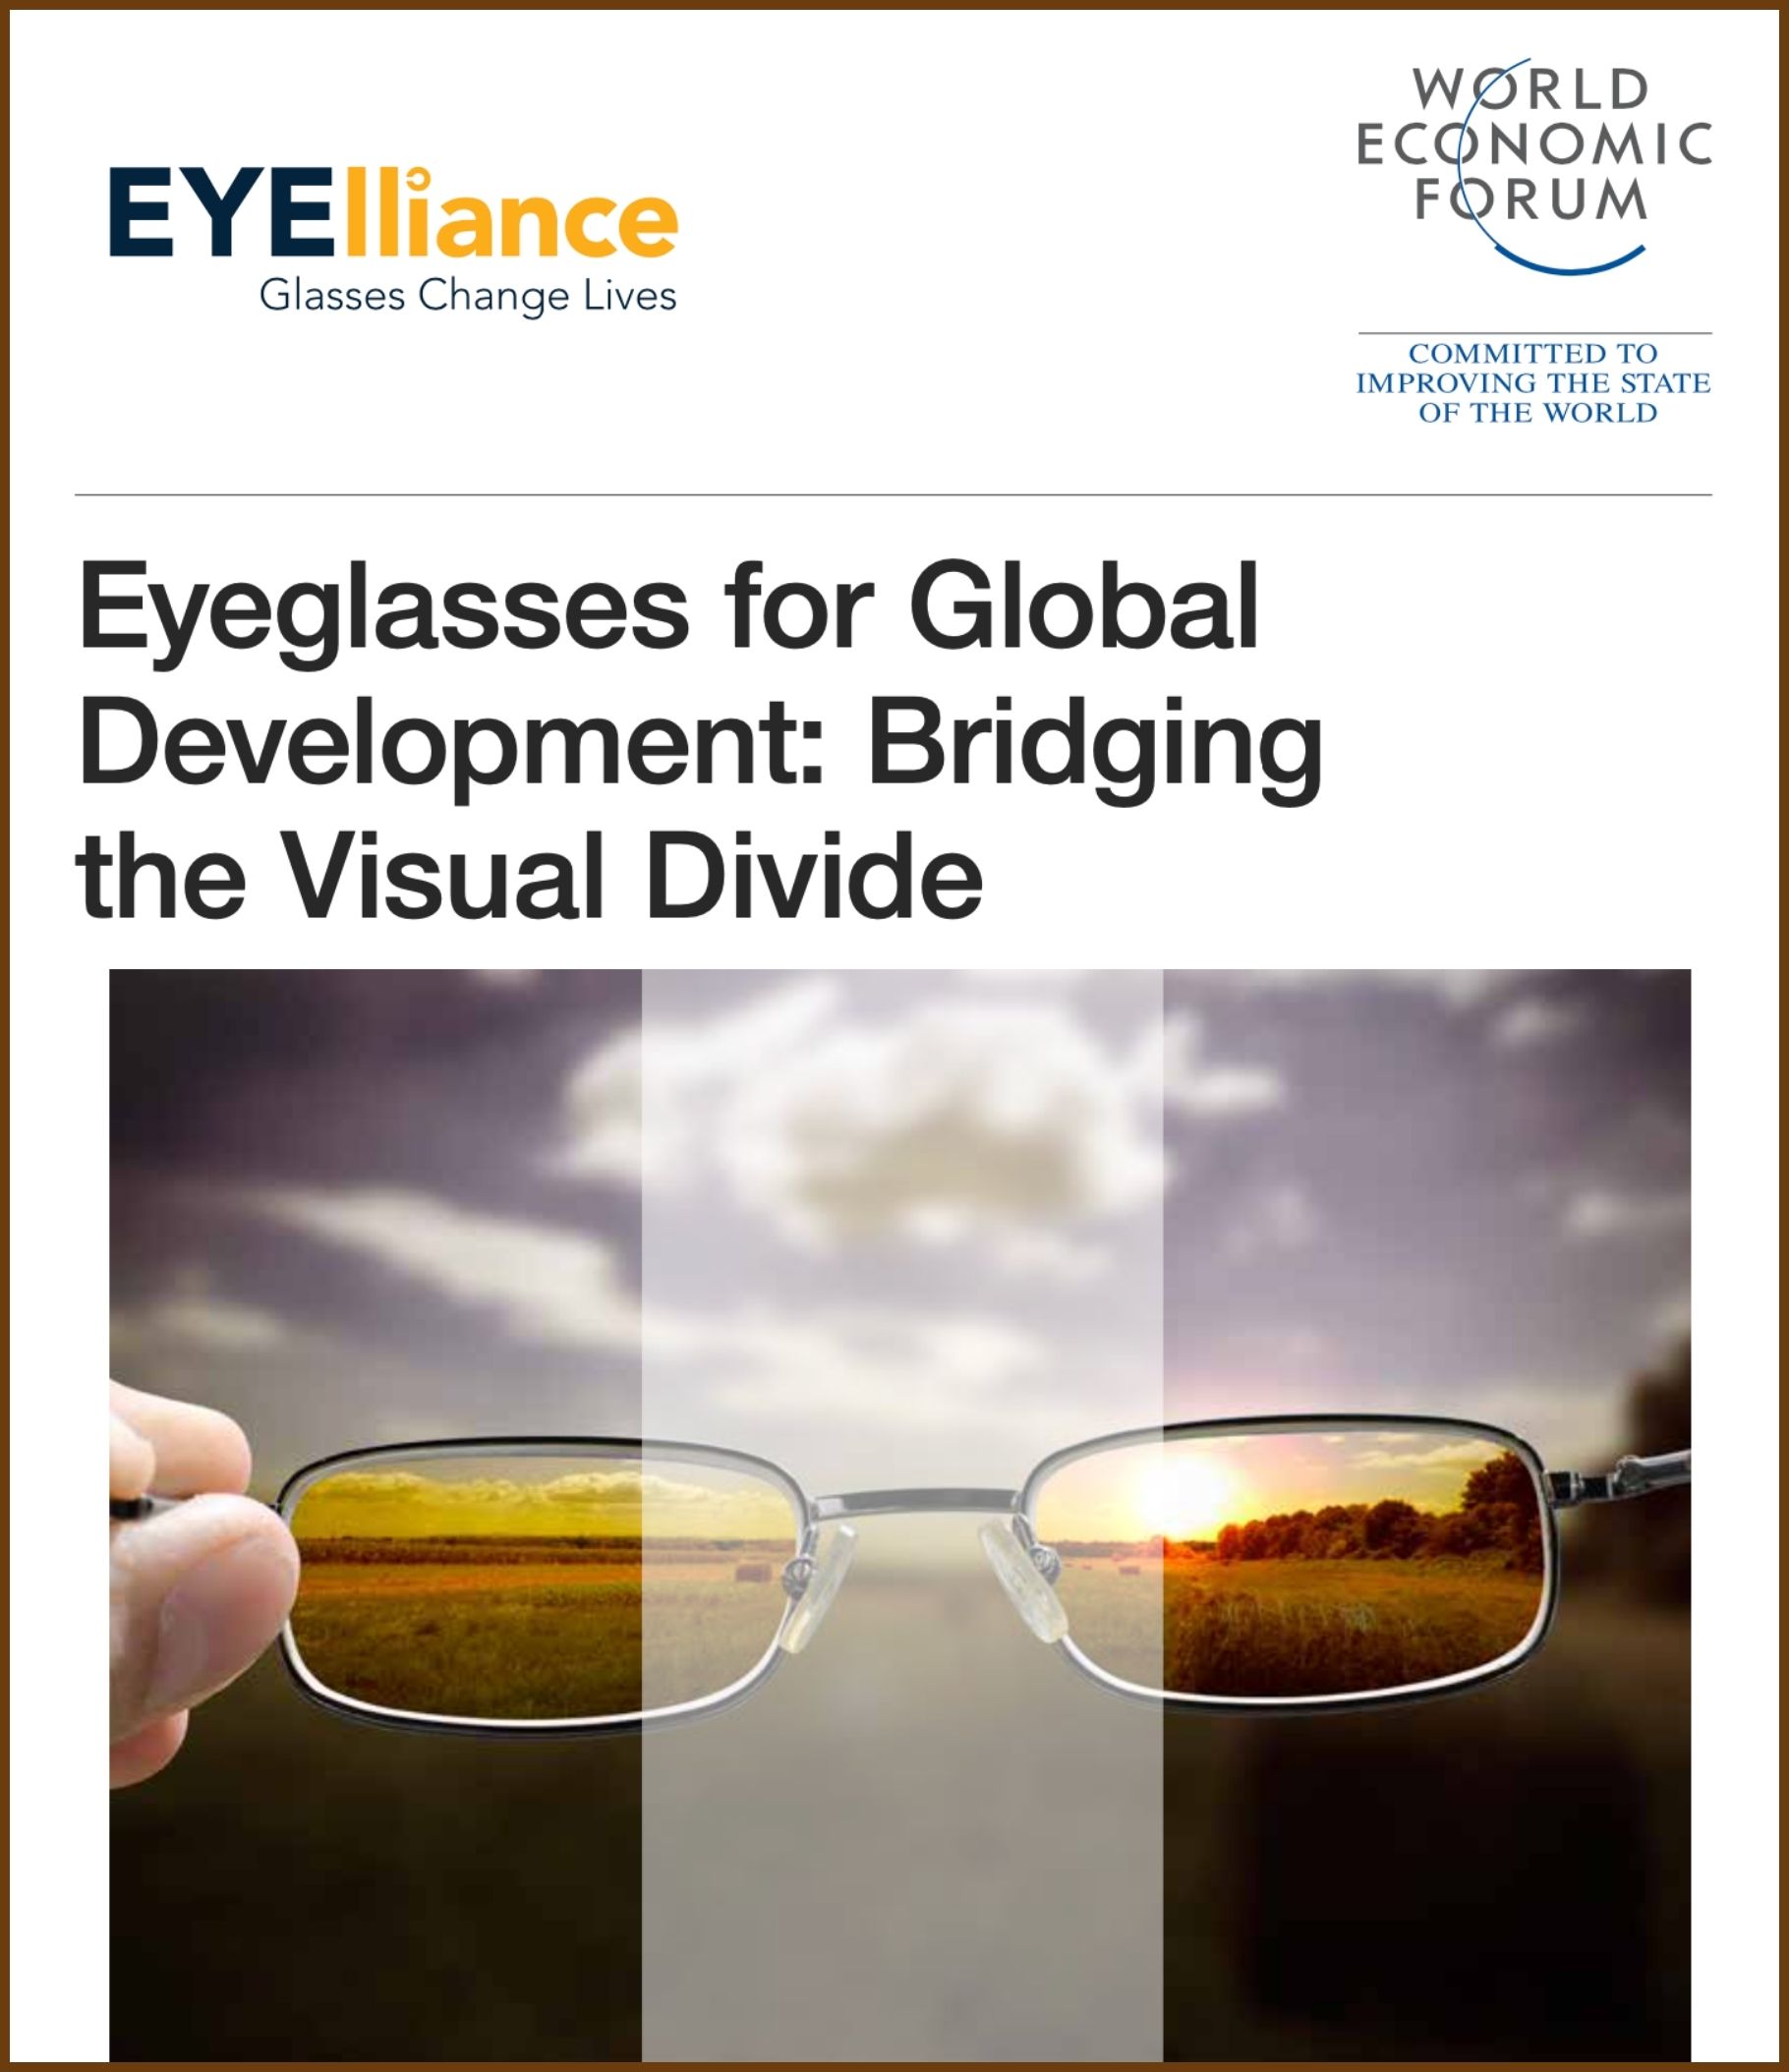 EYElliance
Glasses Change Lives
WORLD
ECONOMIC
FORUM
COMMITTED TO
IMPROVING THE STATE
OF THE WORLD
Eyeglasses for Global
Development: Bridging
the Visual Divide